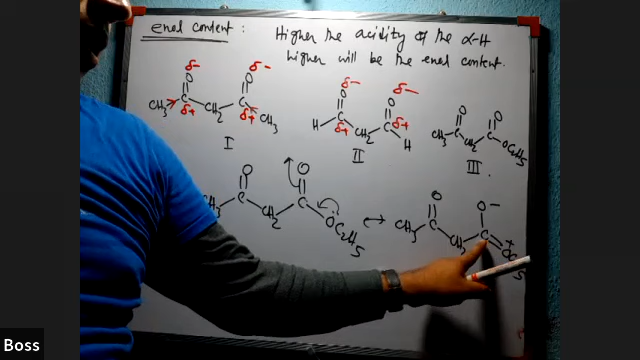 enol content : Higher the acidity of the α-H
higher will be the enol content.
δ- δ- δ- δ-
O O O O O O
CH3 C CH2 C CH3 H C CH2 C H CH3 C CH2 C OC2H5
δ+ δ+ δ+ δ+
I II III
O O O O -
C CH2 C OC2H5 ↔ CH3 C CH2 C
+
5
Boss